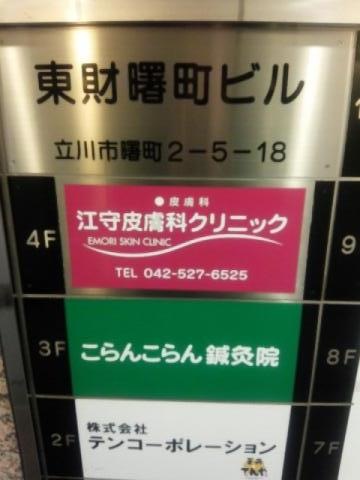 東財曙町ビル
立川市曙町2-5-18
●皮膚科
江守皮膚科クリニック
EMORI SKIN CLINIC
TEL 042-527-6525
4F
9
こらんこらん鍼灸院
3F
8F
株式会社
テンコーポレーション
2F
7F